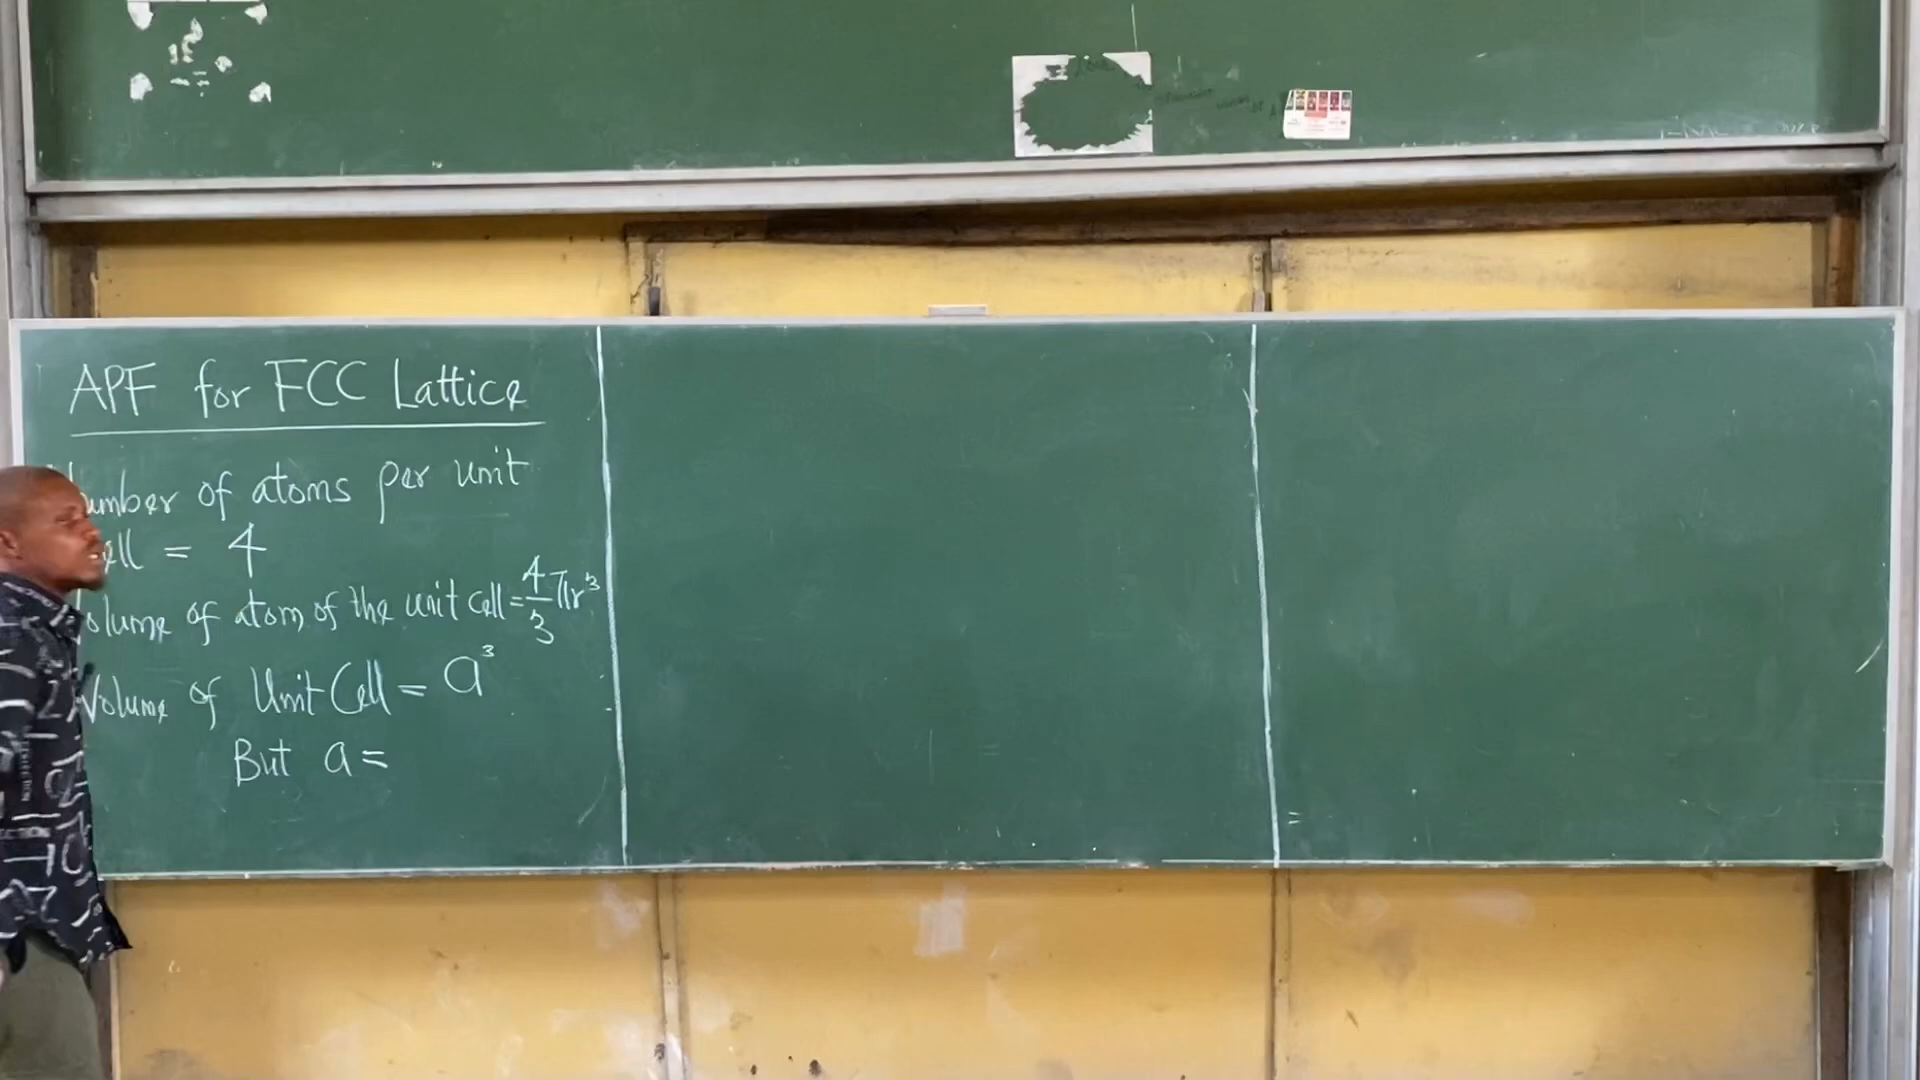 APF for FCC Lattice
Number of atoms per unit
cell = 4
Volume of atom of the unit cell = 4/3 πr³
Volume of Unit Cell = a³
But a =
=